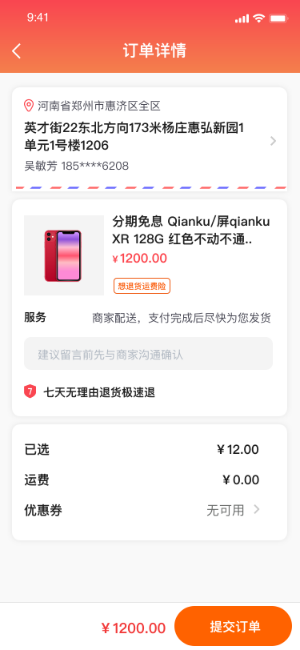 9:41
订单详情
河南省郑州市惠济区全区
英才街22东北方向173米杨庄惠弘新园1
单元1号楼1206
吴敏芳 185****6208
分期免息 Qianku/屏qianku
XR 128G 红色不动不通..
¥1200.00
想退货运费险
服务 商家配送，支付完成后尽快为您发货
建议留言前先与商家沟通确认
7 七天无理由退货极速退
已选 ¥12.00
运费 ¥0.00
优惠券 无可用
¥1200.00 提交订单